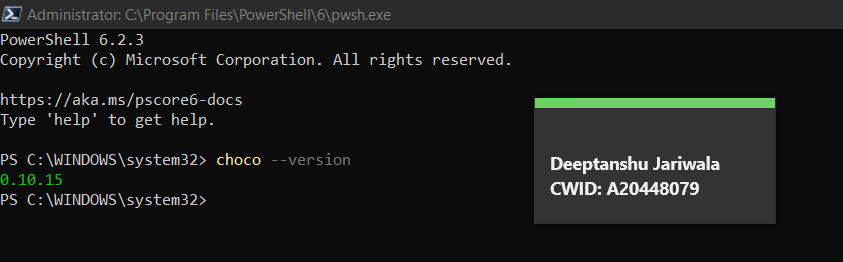 Administrator: C:\Program Files\PowerShell\6\pwsh.exe
PowerShell 6.2.3
Copyright (c) Microsoft Corporation. All rights reserved.
https://aka.ms/pscore6-docs
Type 'help' to get help.
PS C:\WINDOWS\system32> choco --version
0.10.15
PS C:\WINDOWS\system32>
Deeptanshu Jariwala
CWID: A20448079